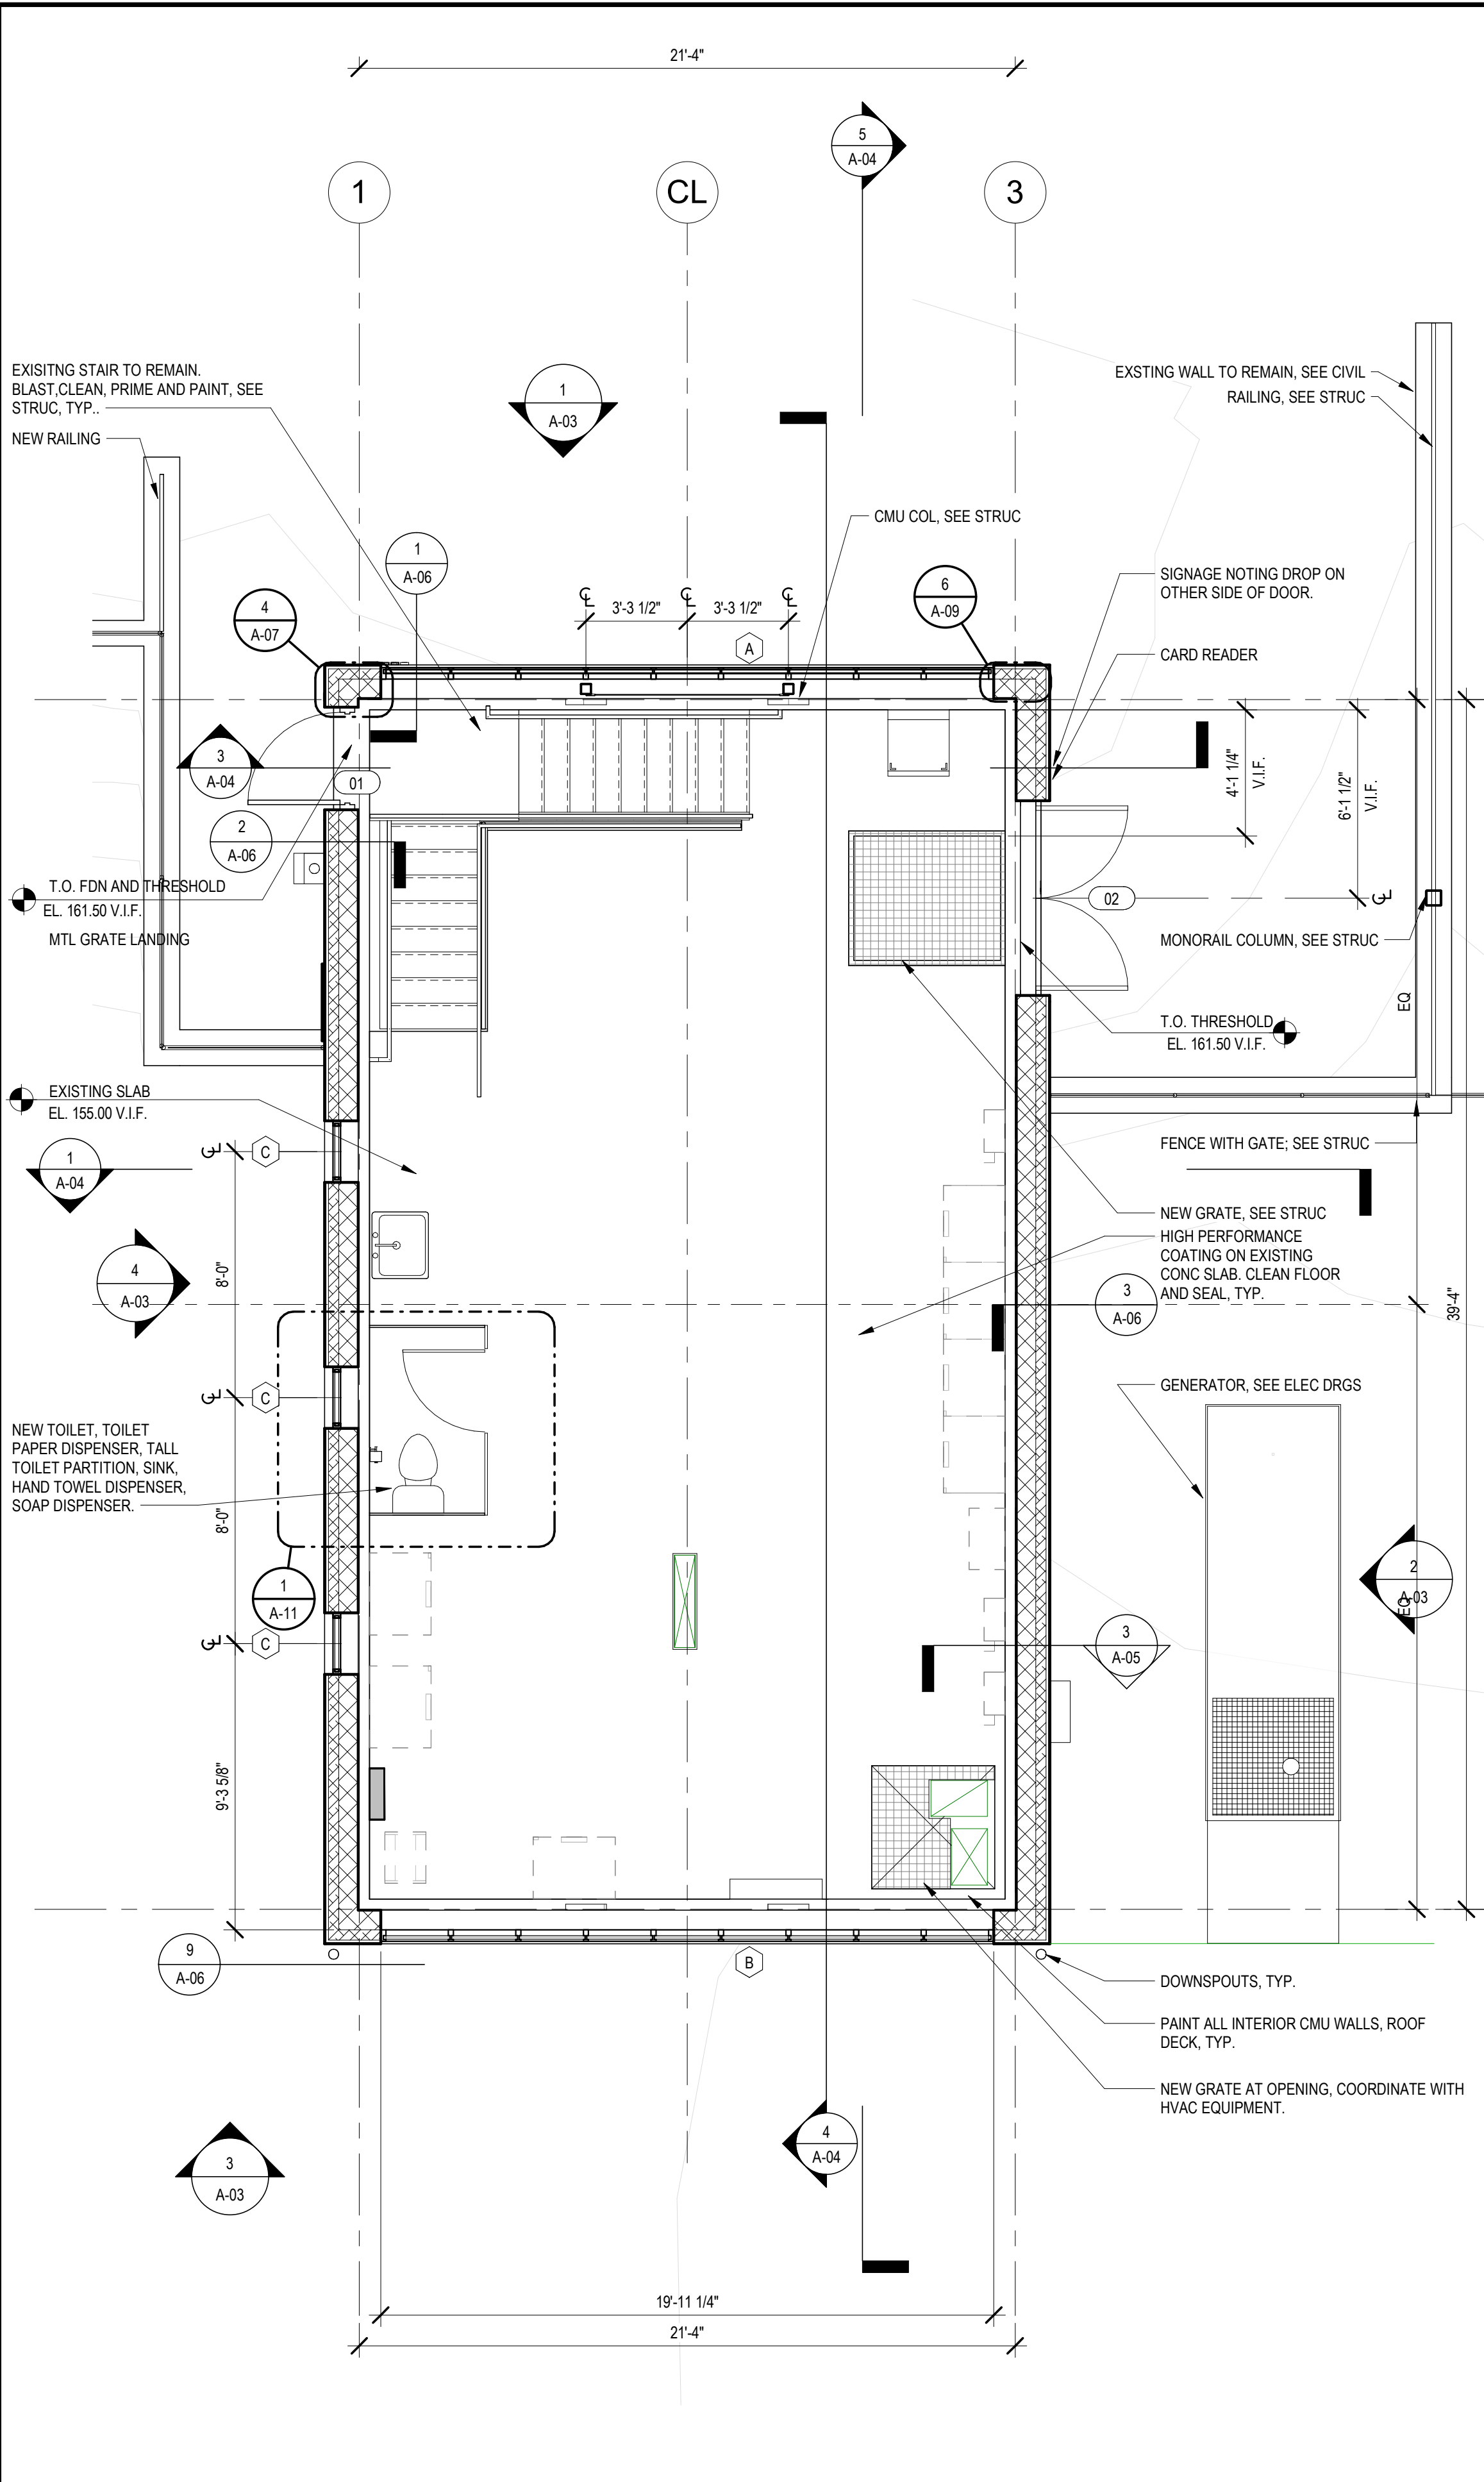 21'-4"
5
A-04
1
CL
3
EXISITNG STAIR TO REMAIN.
BLAST,CLEAN, PRIME AND PAINT, SEE
STRUC, TYP..
NEW RAILING
1
A-03
EXSTING WALL TO REMAIN, SEE CIVIL
RAILING, SEE STRUC
CMU COL, SEE STRUC
1
A-06
4
A-07
3'-3 1/2"
3'-3 1/2"
6
A-09
A
SIGNAGE NOTING DROP ON
OTHER SIDE OF DOOR.
CARD READER
3
A-04
01
2
A-06
4'-1 1/4"
V.I.F.
6'-1 1/2"
V.I.F.
T.O. FDN AND THRESHOLD
EL. 161.50 V.I.F.
MTL GRATE LANDING
02
MONORAIL COLUMN, SEE STRUC
EQ
T.O. THRESHOLD
EL. 161.50 V.I.F.
EXISTING SLAB
EL. 155.00 V.I.F.
1
A-04
C
FENCE WITH GATE; SEE STRUC
NEW GRATE, SEE STRUC
HIGH PERFORMANCE
COATING ON EXISTING
CONC SLAB. CLEAN FLOOR
AND SEAL, TYP.
4
A-03
8'-0"
3
A-06
39'-4"
GENERATOR, SEE ELEC DRGS
C
NEW TOILET, TOILET
PAPER DISPENSER, TALL
TOILET PARTITION, SINK,
HAND TOWEL DISPENSER,
SOAP DISPENSER.
8'-0"
1
A-11
2
A-03
EQ
C
3
A-05
9'-3 5/8"
9
A-06
B
DOWNSPOUTS, TYP.
PAINT ALL INTERIOR CMU WALLS, ROOF
DECK, TYP.
NEW GRATE AT OPENING, COORDINATE WITH
HVAC EQUIPMENT.
4
A-04
3
A-03
19'-11 1/4"
21'-4"